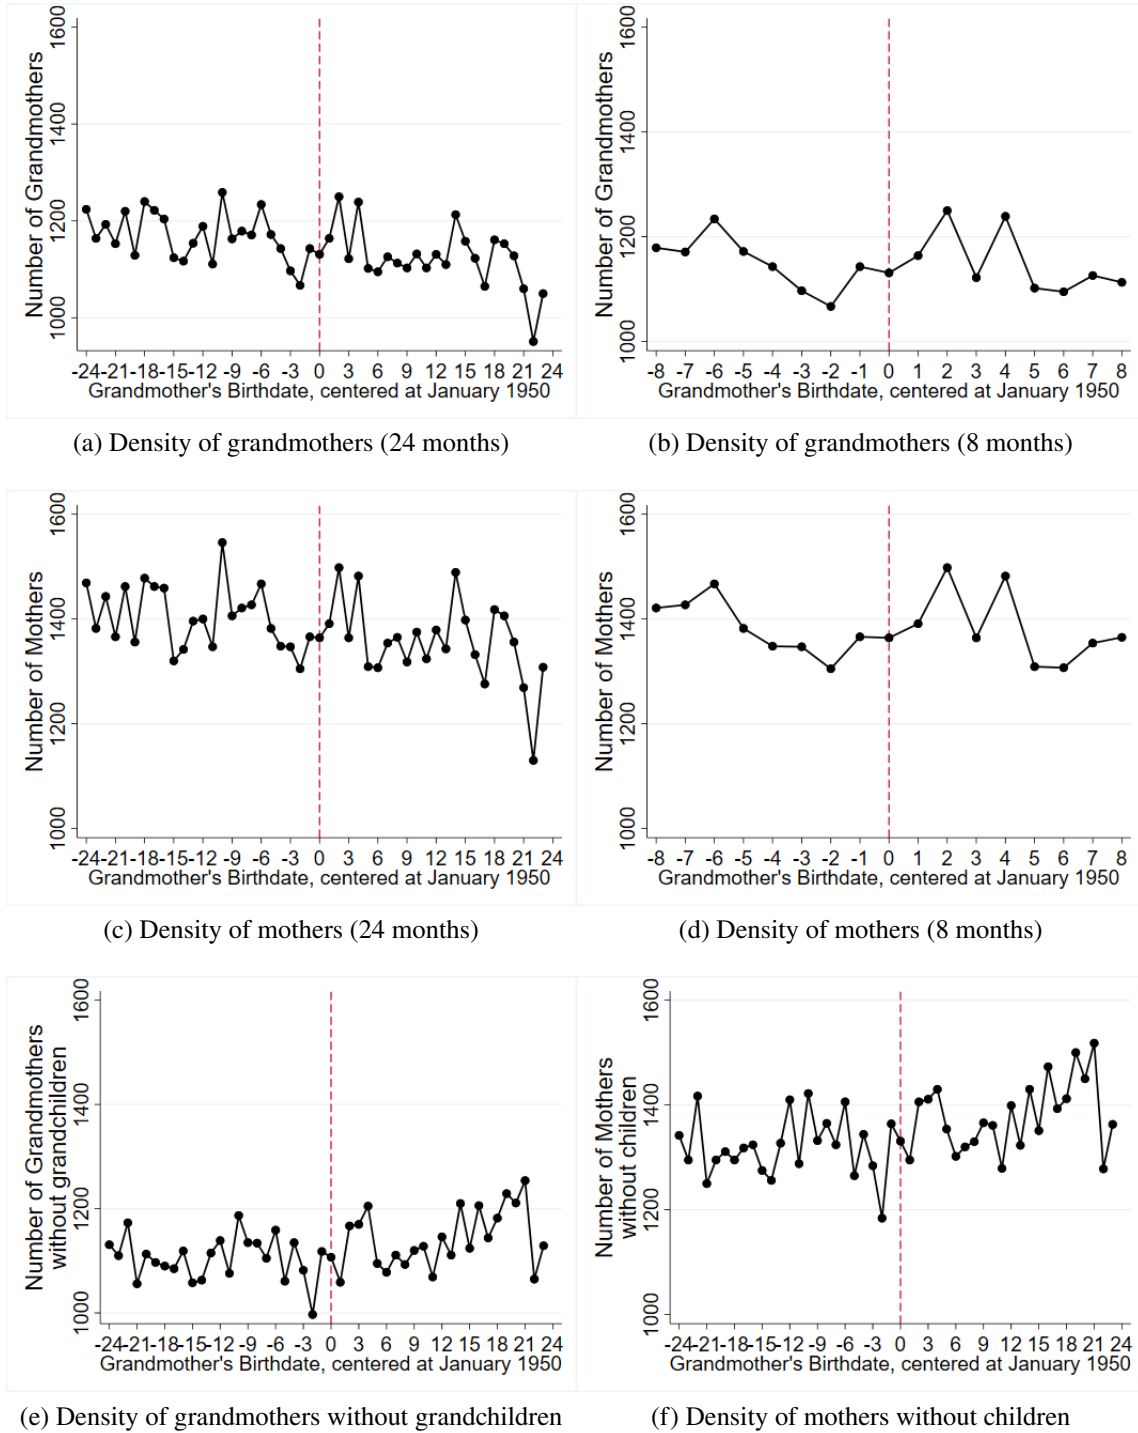 Number of Grandmothers
1600
1400
1200
1000
-24 -21 -18 -15 -12 -9 -6 -3 0 3 6 9 12 15 18 21 24
Grandmother's Birthdate, centered at January 1950
(a) Density of grandmothers (24 months)
Number of Grandmothers
1600
1400
1200
1000
-8 -7 -6 -5 -4 -3 -2 -1 0 1 2 3 4 5 6 7 8
Grandmother's Birthdate, centered at January 1950
(b) Density of grandmothers (8 months)
Number of Mothers
1600
1400
1200
1000
-24 -21 -18 -15 -12 -9 -6 -3 0 3 6 9 12 15 18 21 24
Grandmother's Birthdate, centered at January 1950
(c) Density of mothers (24 months)
Number of Mothers
1600
1400
1200
1000
-8 -7 -6 -5 -4 -3 -2 -1 0 1 2 3 4 5 6 7 8
Grandmother's Birthdate, centered at January 1950
(d) Density of mothers (8 months)
Number of Grandmothers
without grandchildren
1600
1400
1200
1000
-24 -21 -18 -15 -12 -9 -6 -3 0 3 6 9 12 15 18 21 24
Grandmother's Birthdate, centered at January 1950
(e) Density of grandmothers without grandchildren
Number of Mothers
without children
1600
1400
1200
1000
-24 -21 -18 -15 -12 -9 -6 -3 0 3 6 9 12 15 18 21 24
Grandmother's Birthdate, centered at January 1950
(f) Density of mothers without children